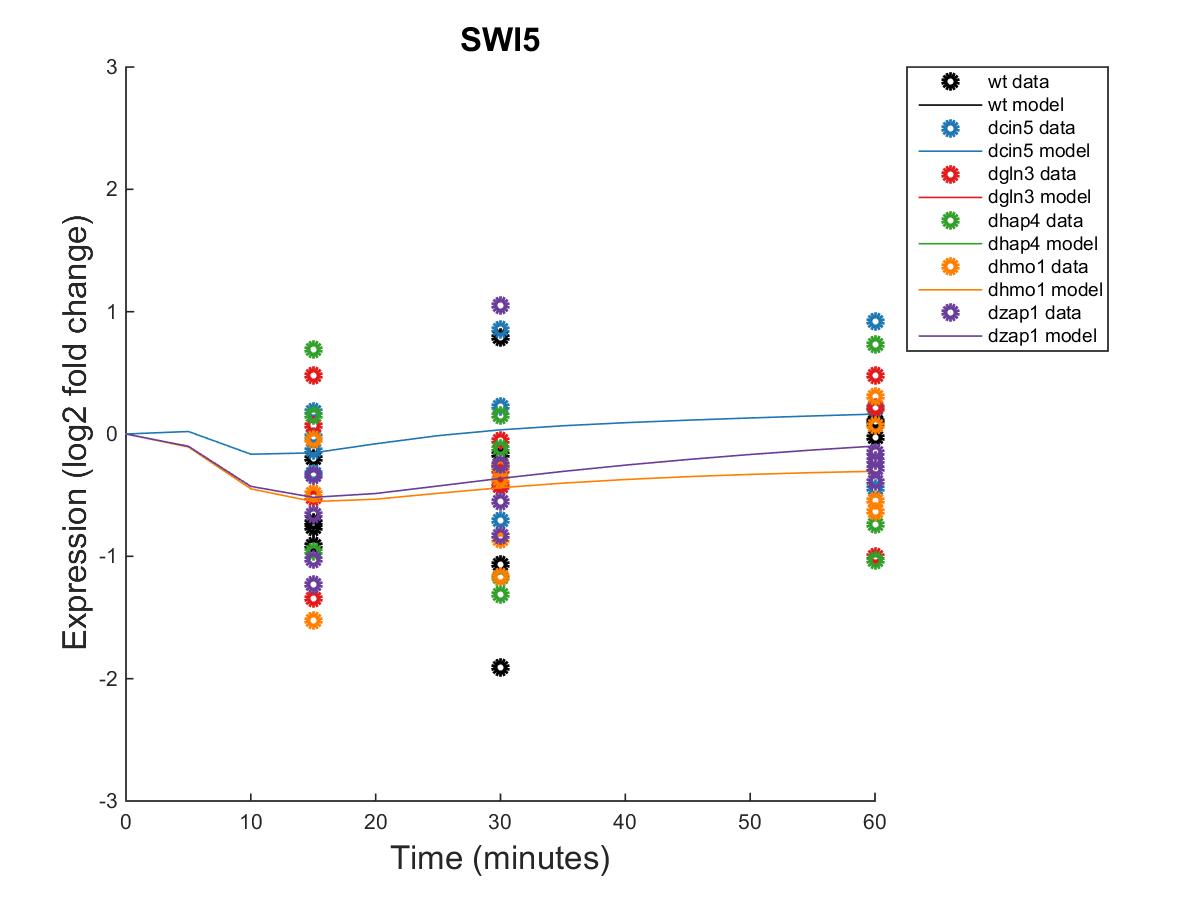 SWI5
3
2
1
0
-1
-2
-3
0 10 20 30 40 50 60
Time (minutes)
Expression (log2 fold change)
wt data
wt model
dcin5 data
dcin5 model
dgln3 data
dgln3 model
dhap4 data
dhap4 model
dhmo1 data
dhmo1 model
dzap1 data
dzap1 model